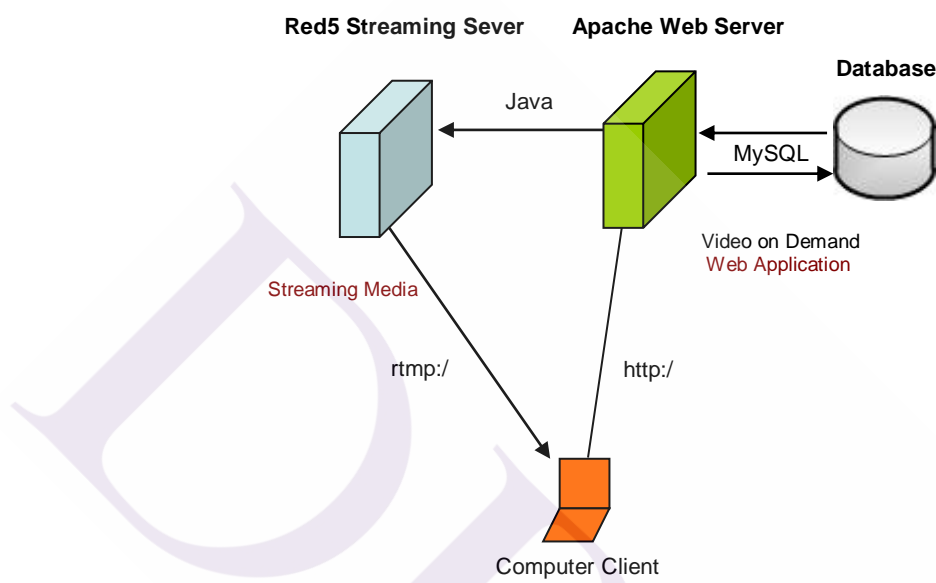 Red5 Streaming Sever
Apache Web Server
Database
Java
MySQL
Video on Demand
Web Application
Streaming Media
rtmp:/
http:/
Computer Client